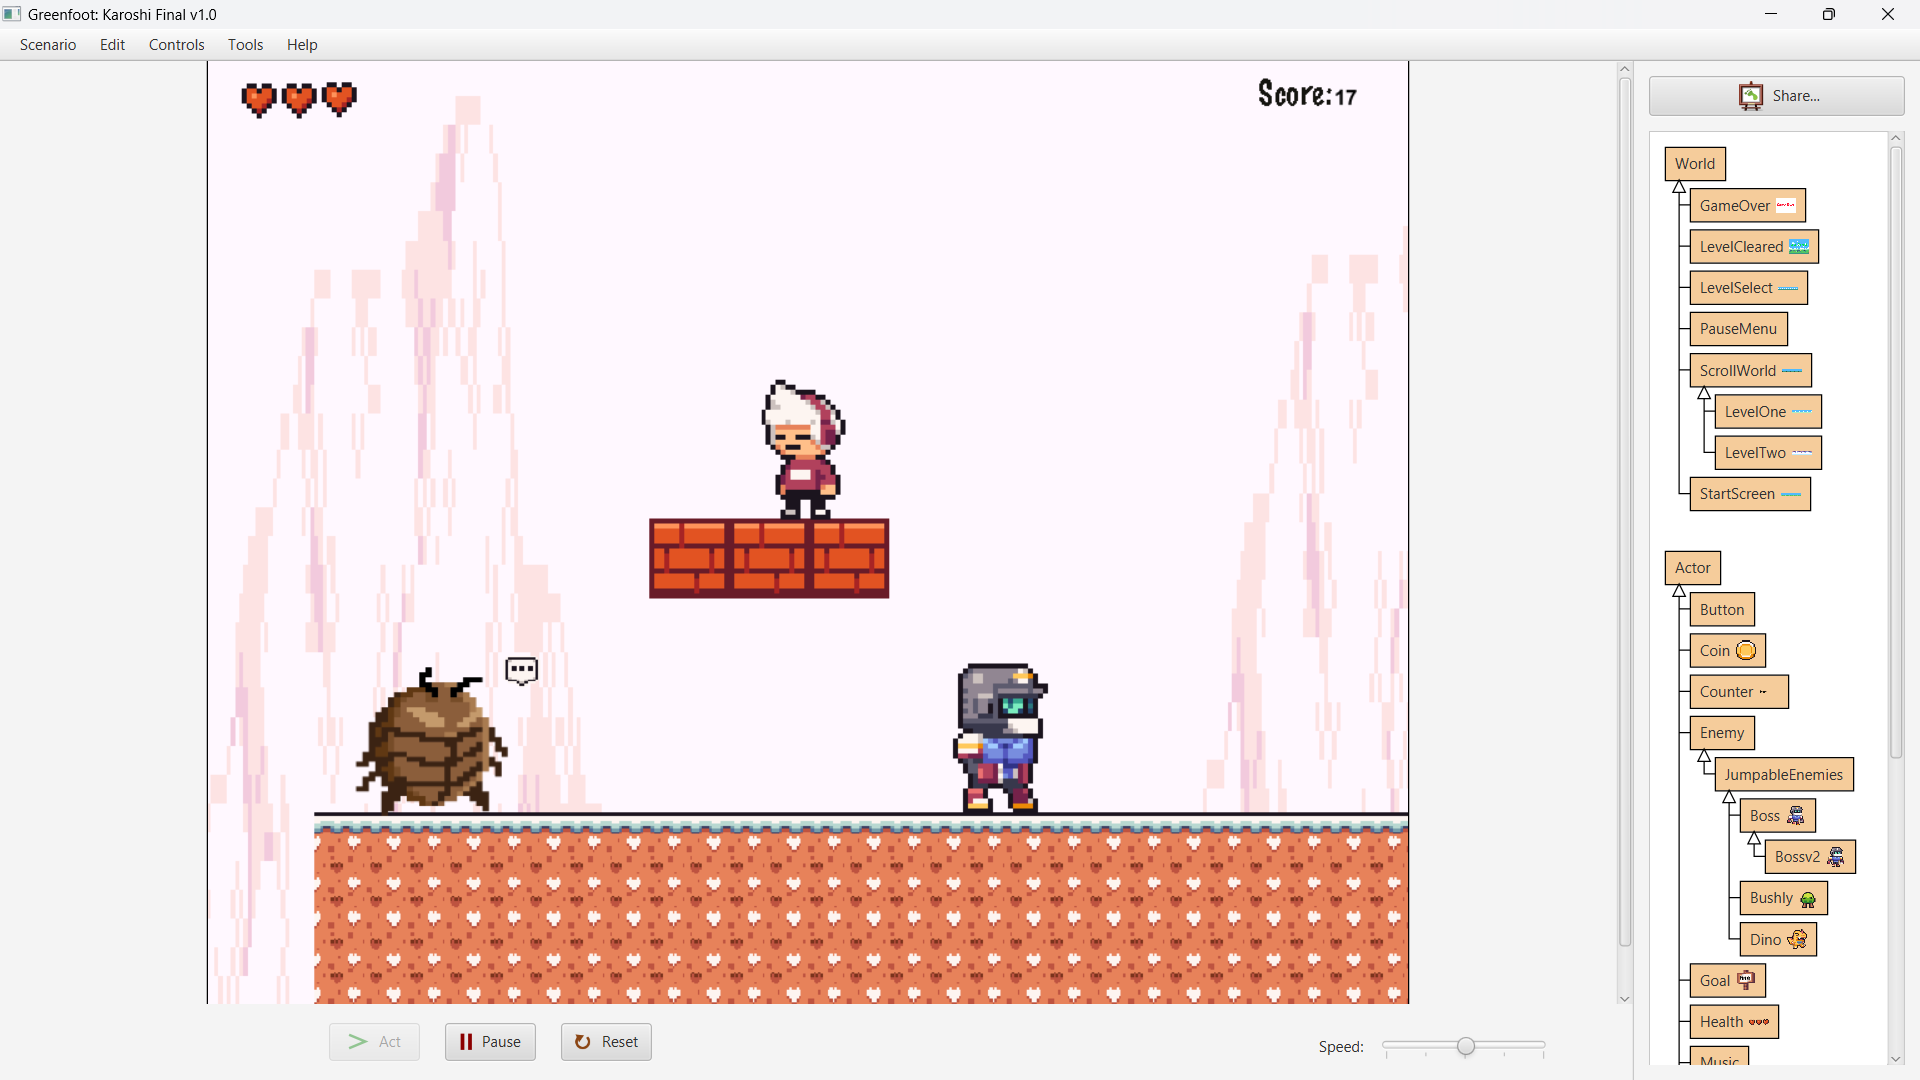 Greenfoot: Karoshi Final v1.0
Scenario Edit Controls Tools Help
Score:17
Share...
World
GameOver
LevelCleared
LevelSelect
PauseMenu
ScrollWorld
LevelOne
LevelTwo
StartScreen
Actor
Button
Coin
Counter
Enemy
JumpableEnemies
Boss
Bossv2
Bushly
Dino
Goal
Health
Music
Act Pause Reset Speed: